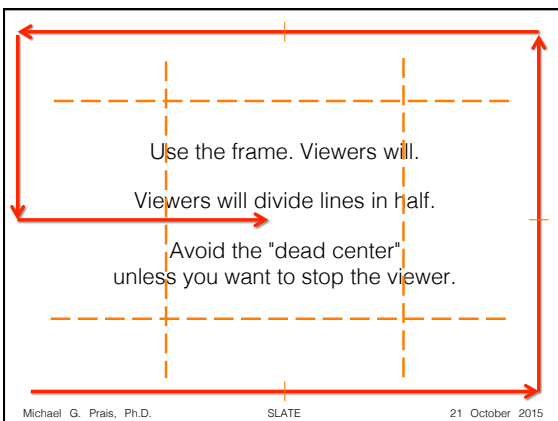 Use the frame. Viewers will.
Viewers will divide lines in half.
Avoid the "dead center"
unless you want to stop the viewer.
Michael G. Prais, Ph.D. SLATE 21 October 2015